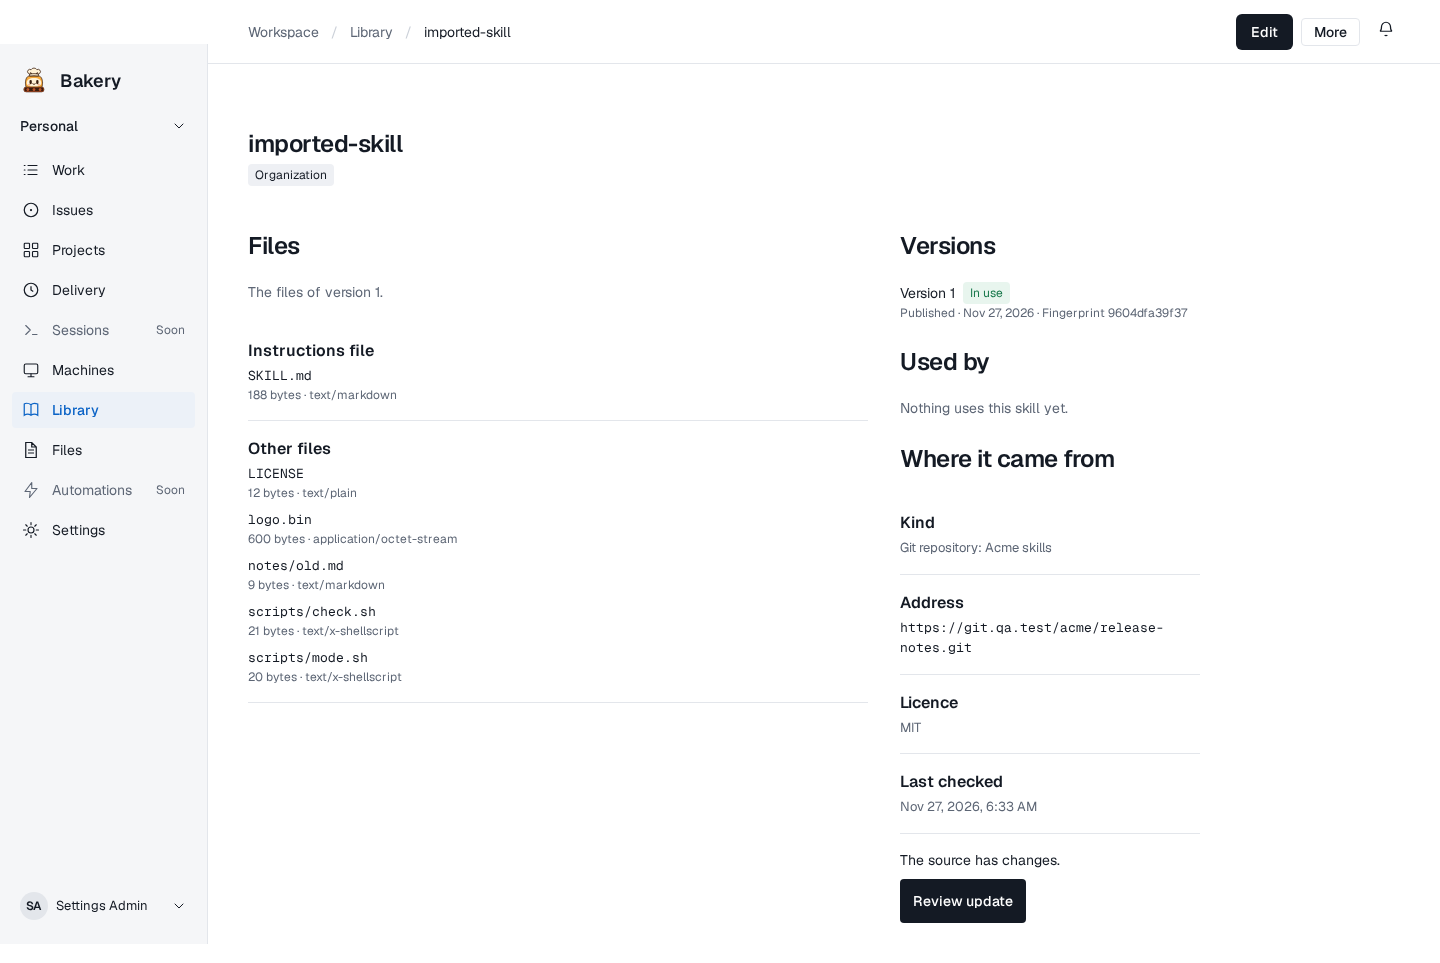 Workspace / Library / imported-skill
Edit
More
Bakery
Personal
Work
Issues
Projects
Delivery
Sessions Soon
Machines
Library
Files
Automations Soon
Settings
SA Settings Admin
imported-skill
Organization
Files
The files of version 1.
Instructions file
SKILL.md
188 bytes · text/markdown
Other files
LICENSE
12 bytes · text/plain
logo.bin
600 bytes · application/octet-stream
notes/old.md
9 bytes · text/markdown
scripts/check.sh
21 bytes · text/x-shellscript
scripts/mode.sh
20 bytes · text/x-shellscript
Versions
Version 1 In use
Published · Nov 27, 2026 · Fingerprint 9604dfa39f37
Used by
Nothing uses this skill yet.
Where it came from
Kind
Git repository: Acme skills
Address
https://git.qa.test/acme/release-
notes.git
Licence
MIT
Last checked
Nov 27, 2026, 6:33 AM
The source has changes.
Review update